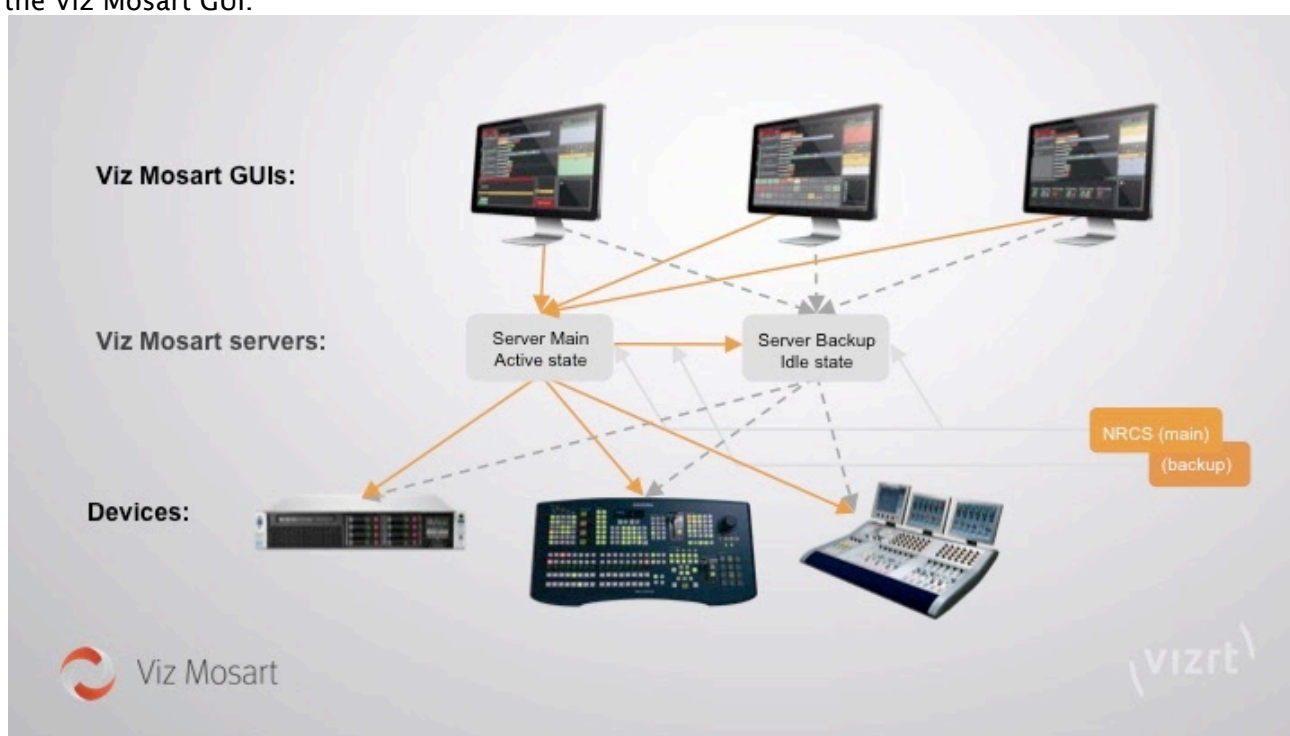 the Viz Mosart GUI.
Viz Mosart GUIs:
Viz Mosart servers:
Server Main
Active state
Server Backup
Idle state
NRCS (main)
(backup)
Devices:
Viz Mosart
vizrt